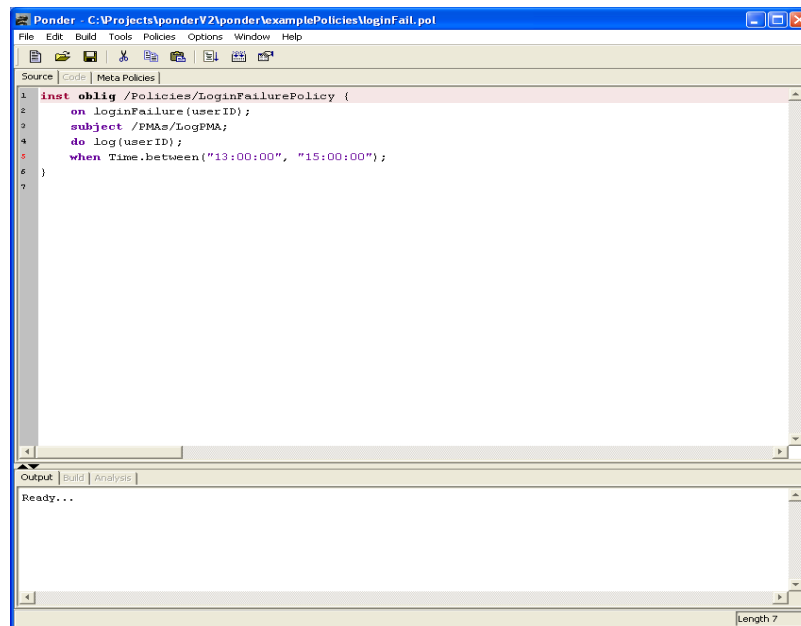 Ponder - C:\Projects\ponderV2\ponder\examplePolicies\loginFail.pol
File Edit Build Tools Policies Options Window Help
Source Code Meta Policies
1 inst oblig /Policies/LoginFailurePolicy {
2 on loginFailure(userID);
3 subject /PMAs/LogPMA;
4 do log(userID);
5 when Time.between("13:00:00", "15:00:00");
6 }
7
Output Build Analysis
Ready...
Length 7